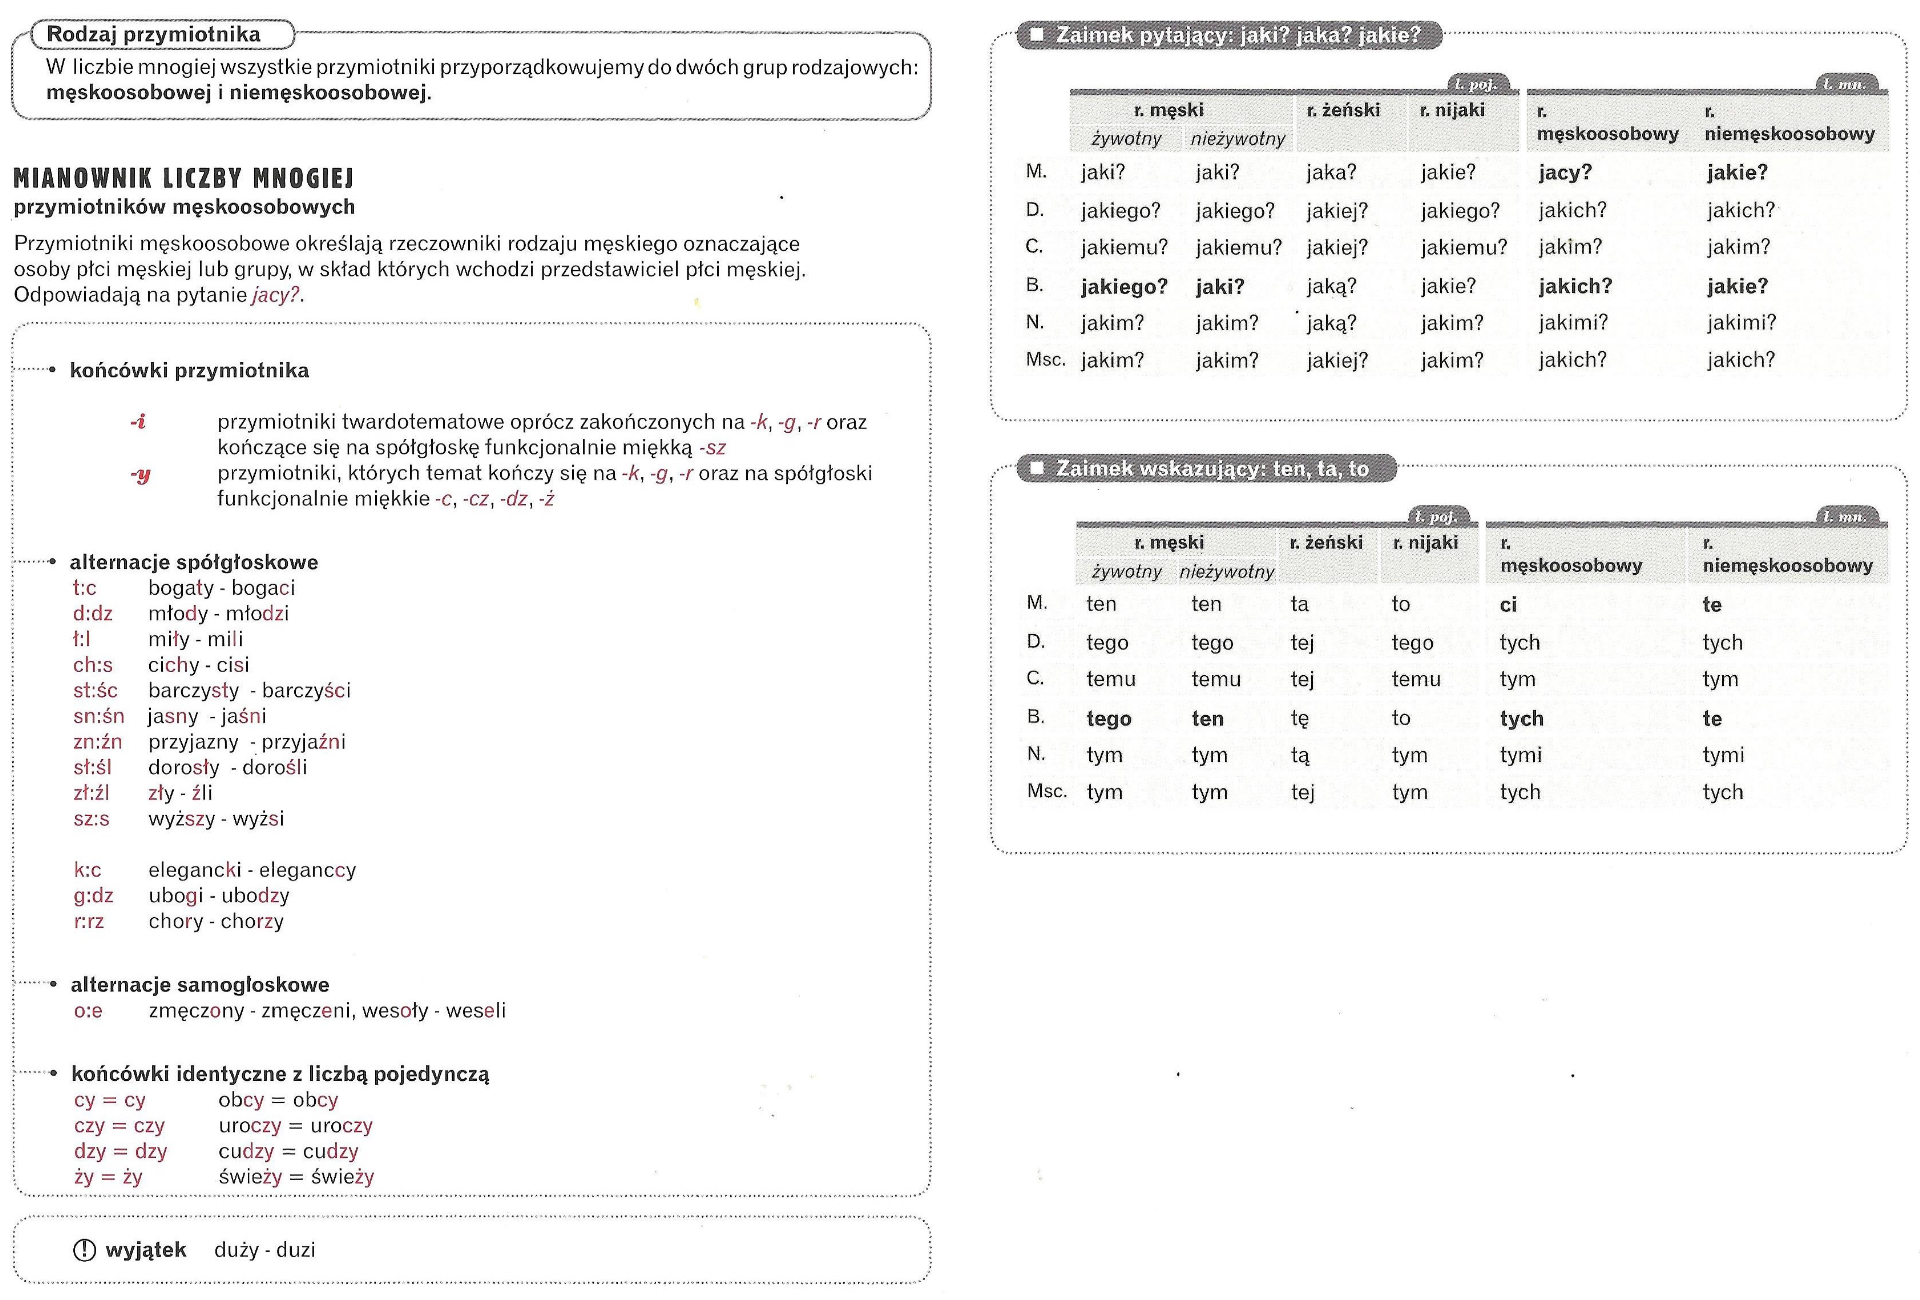 Rodzaj przymiotnika
W liczbie mnogiej wszystkie przymiotniki przyporządkowujemy do dwóch grup rodzajowych:
męskoosobowej i niemęskoosobowej.
MIANOWNIK LICZBY MNOGIEJ
przymiotników męskoosobowych
Przymiotniki męskoosobowe określają rzeczowniki rodzaju męskiego oznaczające
osoby płci męskiej lub grupy, w skład których wchodzi przedstawiciel płci męskiej.
Odpowiadają na pytanie jacy?.
• końcówki przymiotnika
-i przymiotniki twardotematowe oprócz zakończonych na -k, -g, -r oraz
kończące się na spółgłoskę funkcjonalnie miękką -sz
-y przymiotniki, których temat kończy się na -k, -g, -r oraz na spółgłoski
funkcjonalnie miękkie -c, -cz, -dz, -ż
• alternacje spółgłoskowe
t:c bogaty - bogaci
d:dz młody - młodzi
ł:l miły - mili
ch:s cichy - cisi
st:śc barczysty - barczyści
sn:śn jasny - jaśni
zn:źn przyjazny - przyjaźni
sł:śl dorosły - dorośli
zł:źl zły - źli
sz:s wyższy - wyżsi
k:c elegancki - eleganccy
g:dz ubogi - ubodzy
r:rz chory - chorzy
• alternacje samogłoskowe
o:e zmęczony - zmęczeni, wesoły - weseli
• końcówki identyczne z liczbą pojedynczą
cy = cy obcy = obcy
czy = czy uroczy = uroczy
dzy = dzy cudzy = cudzy
ży = ży świeży = świeży
! wyjątek duży - duzi
■ Zaimek pytający: jaki? jaka? jakie?
l. poj. l. mn.
r. męski r. żeński r. nijaki r. r.
żywotny nieżywotny męskoosobowy niemęskoosobowy
M. jaki? jaki? jaka? jakie? jacy? jakie?
D. jakiego? jakiego? jakiej? jakiego? jakich? jakich?
C. jakiemu? jakiemu? jakiej? jakiemu? jakim? jakim?
B. jakiego? jaki? jaką? jakie? jakich? jakie?
N. jakim? jakim? jaką? jakim? jakimi? jakimi?
Msc. jakim? jakim? jakiej? jakim? jakich? jakich?
■ Zaimek wskazujący: ten, ta, to
l. poj. l. mn.
r. męski r. żeński r. nijaki r. r.
żywotny nieżywotny męskoosobowy niemęskoosobowy
M. ten ten ta to ci te
D. tego tego tej tego tych tych
C. temu temu tej temu tym tym
B. tego ten tę to tych te
N. tym tym tą tym tymi tymi
Msc. tym tym tej tym tych tych